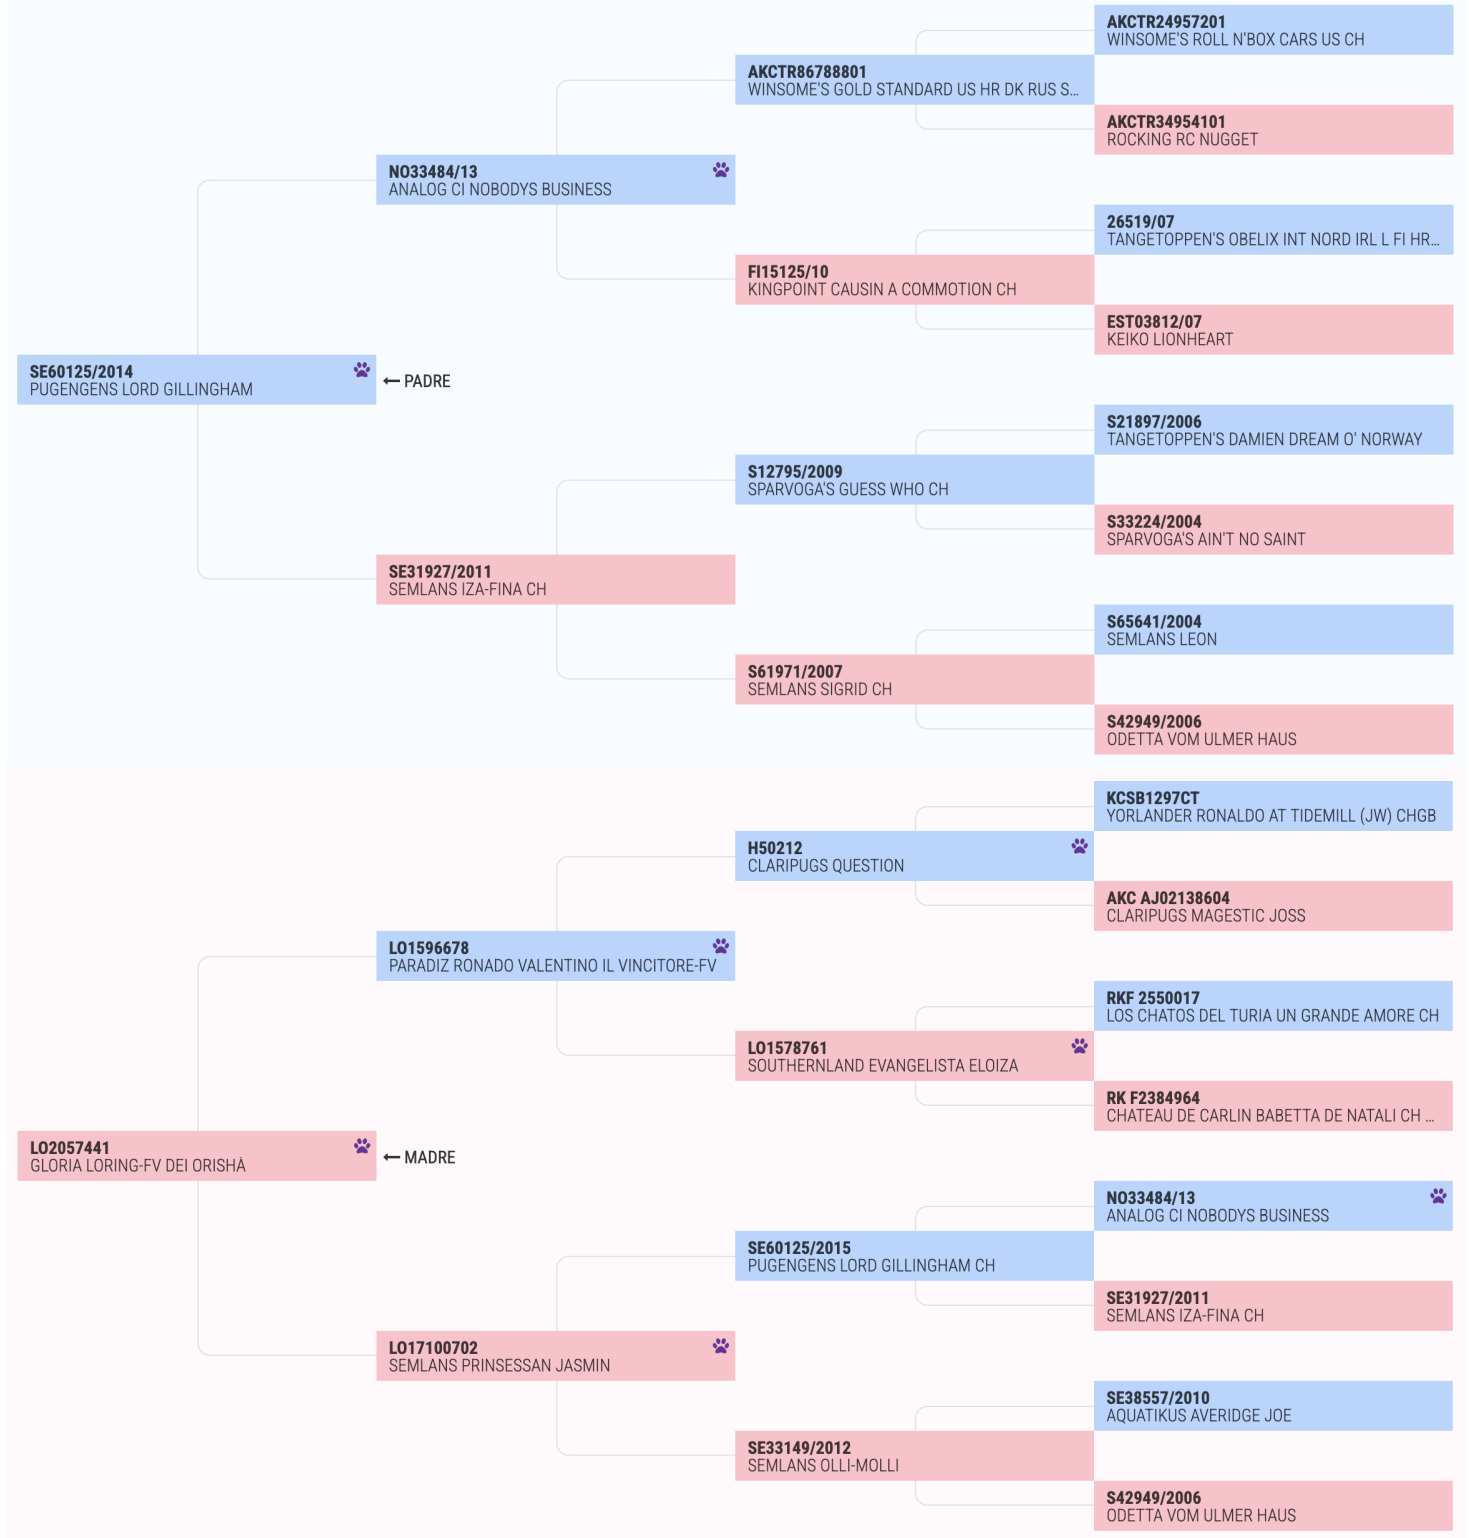 AKCTR24957201
WINSOME'S ROLL N'BOX CARS US CH
AKCTR86788801
WINSOME'S GOLD STANDARD US HR DK RUS S...
AKCTR34954101
ROCKING RC NUGGET
NO33484/13
ANALOG CI NOBODYS BUSINESS
26519/07
TANGETOPPEN'S OBELIX INT NORD IRL L FI HR...
FI15125/10
KINGPOINT CAUSIN A COMMOTION CH
EST03812/07
KEIKO LIONHEART
SE60125/2014
PUGENGENS LORD GILLINGHAM
← PADRE
S21897/2006
TANGETOPPEN'S DAMIEN DREAM O' NORWAY
S12795/2009
SPARVOGA'S GUESS WHO CH
S33224/2004
SPARVOGA'S AIN'T NO SAINT
SE31927/2011
SEMLANS IZA-FINA CH
S65641/2004
SEMLANS LEON
S61971/2007
SEMLANS SIGRID CH
S42949/2006
ODETTA VOM ULMER HAUS
KCSB1297CT
YORLANDER RONALDO AT TIDEMILL (JW) CHGB
H50212
CLARIPUGS QUESTION
AKC AJ02138604
CLARIPUGS MAGESTIC JOSS
LO1596678
PARADIZ RONADO VALENTINO IL VINCITORE-FV
RKF 2550017
LOS CHATOS DEL TURIA UN GRANDE AMORE CH
LO1578761
SOUTHERNLAND EVANGELISTA ELOIZA
RK F2384964
CHATEAU DE CARLIN BABETTA DE NATALI CH ...
LO2057441
GLORIA LORING-FV DEI ORISHÀ
← MADRE
NO33484/13
ANALOG CI NOBODYS BUSINESS
SE60125/2015
PUGENGENS LORD GILLINGHAM CH
SE31927/2011
SEMLANS IZA-FINA CH
LO17100702
SEMLANS PRINSESSAN JASMIN
SE38557/2010
AQUATIKUS AVERIDGE JOE
SE33149/2012
SEMLANS OLLI-MOLLI
S42949/2006
ODETTA VOM ULMER HAUS